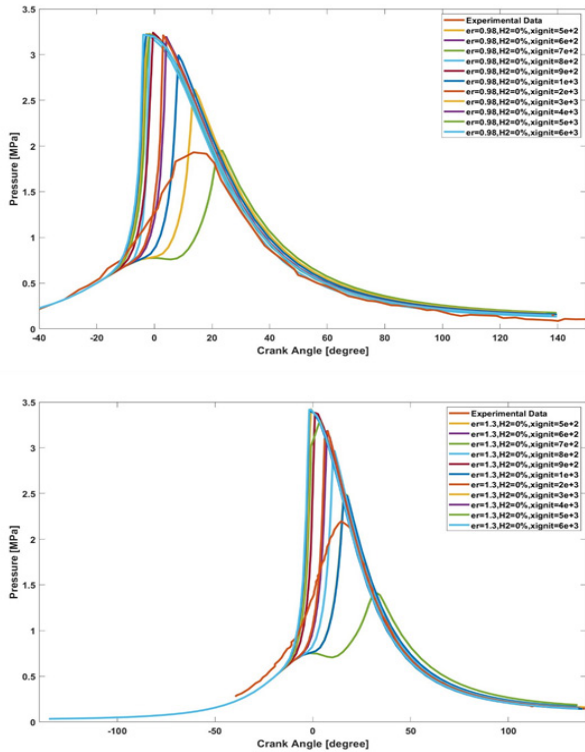 3.5
3
2.5
2
1.5
1
0.5
0
Pressure [MPa]
-40
-20
0
20
40
60
80
100
120
140
Crank Angle [degree]
Experimental Data
er=0.98,H2=0%,xignit=5e+2
er=0.98,H2=0%,xignit=6e+2
er=0.98,H2=0%,xignit=7e+2
er=0.98,H2=0%,xignit=8e+2
er=0.98,H2=0%,xignit=9e+2
er=0.98,H2=0%,xignit=1e+3
er=0.98,H2=0%,xignit=2e+3
er=0.98,H2=0%,xignit=3e+3
er=0.98,H2=0%,xignit=4e+3
er=0.98,H2=0%,xignit=5e+3
er=0.98,H2=0%,xignit=6e+3
3.5
3
2.5
2
1.5
1
0.5
0
Pressure [MPa]
-100
-50
0
50
100
Crank Angle [degree]
Experimental Data
er=1.3,H2=0%,xignit=5e+2
er=1.3,H2=0%,xignit=6e+2
er=1.3,H2=0%,xignit=7e+2
er=1.3,H2=0%,xignit=8e+2
er=1.3,H2=0%,xignit=9e+2
er=1.3,H2=0%,xignit=1e+3
er=1.3,H2=0%,xignit=2e+3
er=1.3,H2=0%,xignit=3e+3
er=1.3,H2=0%,xignit=4e+3
er=1.3,H2=0%,xignit=5e+3
er=1.3,H2=0%,xignit=6e+3